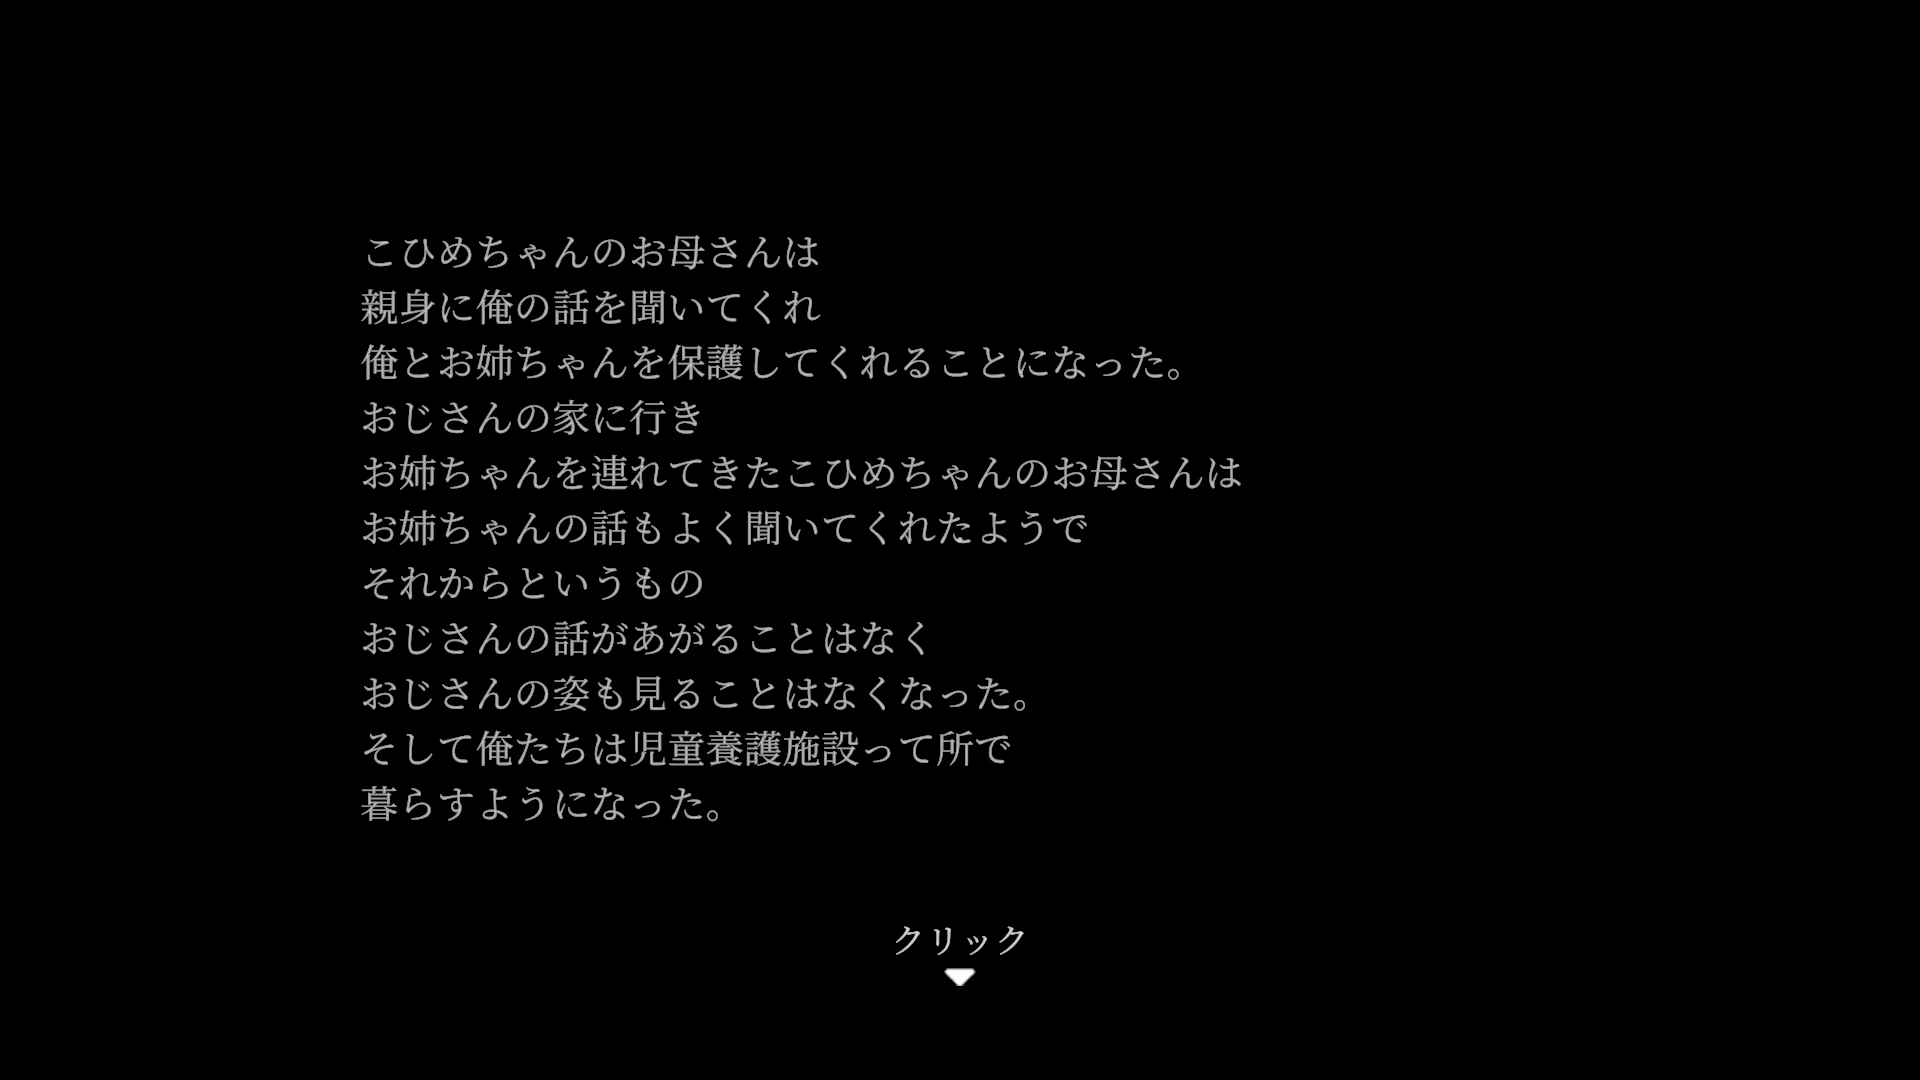 こひめちゃんのお母さんは
親身に俺の話を聞いてくれ
俺とお姉ちゃんを保護してくれることになった。
おじさんの家に行き
お姉ちゃんを連れてきたこひめちゃんのお母さんは
お姉ちゃんの話もよく聞いてくれたようで
それからというもの
おじさんの話があがることはなく
おじさんの姿も見ることはなくなった。
そして俺たちは児童養護施設って所で
暮らすようになった。
クリック